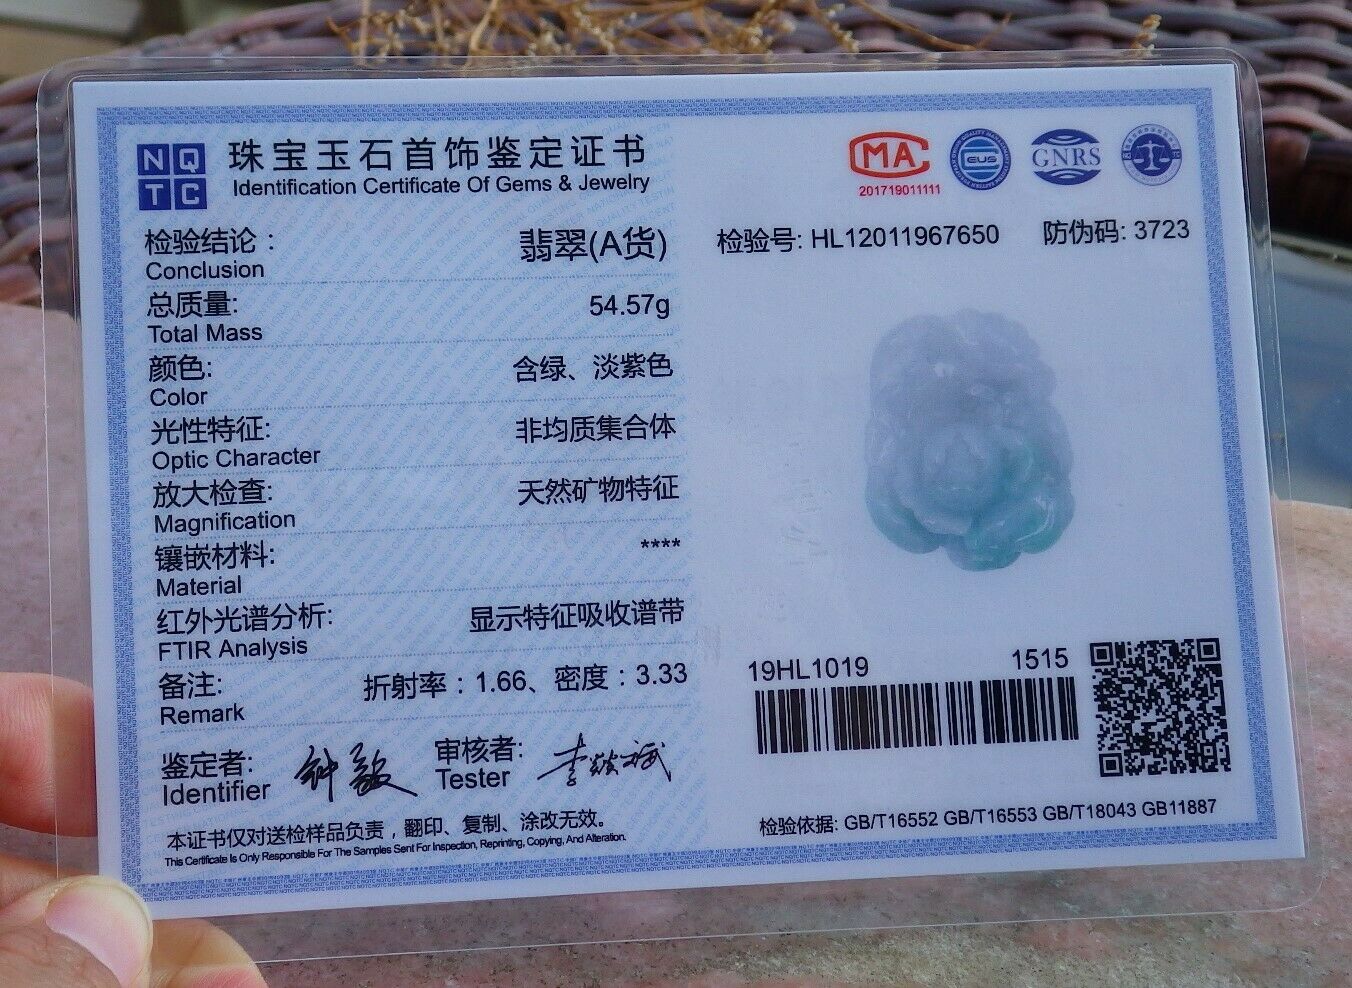 NQ
TC
珠宝玉石首饰鉴定证书
Identification Certificate Of Gems & Jewelry
MA
201719011111
EUS
GNRS
检验结论： 翡翠(A货)
Conclusion
总质量: 54.57g
Total Mass
颜色: 含绿、淡紫色
Color
光性特征: 非均质集合体
Optic Character
放大检查: 天然矿物特征
Magnification
镶嵌材料: ****
Material
红外光谱分析: 显示特征吸收谱带
FTIR Analysis
备注: 折射率：1.66、密度：3.33
Remark
鉴定者: 审核者:
Identifier Tester
本证书仅对送检样品负责，翻印、复制、涂改无效。
This Certificate Is Only Responsible For The Samples Sent For Inspection, Reprinting, Copying, And Alteration.
检验号: HL12011967650 防伪码: 3723
19HL1019 1515
检验依据: GB/T16552 GB/T16553 GB/T18043 GB11887